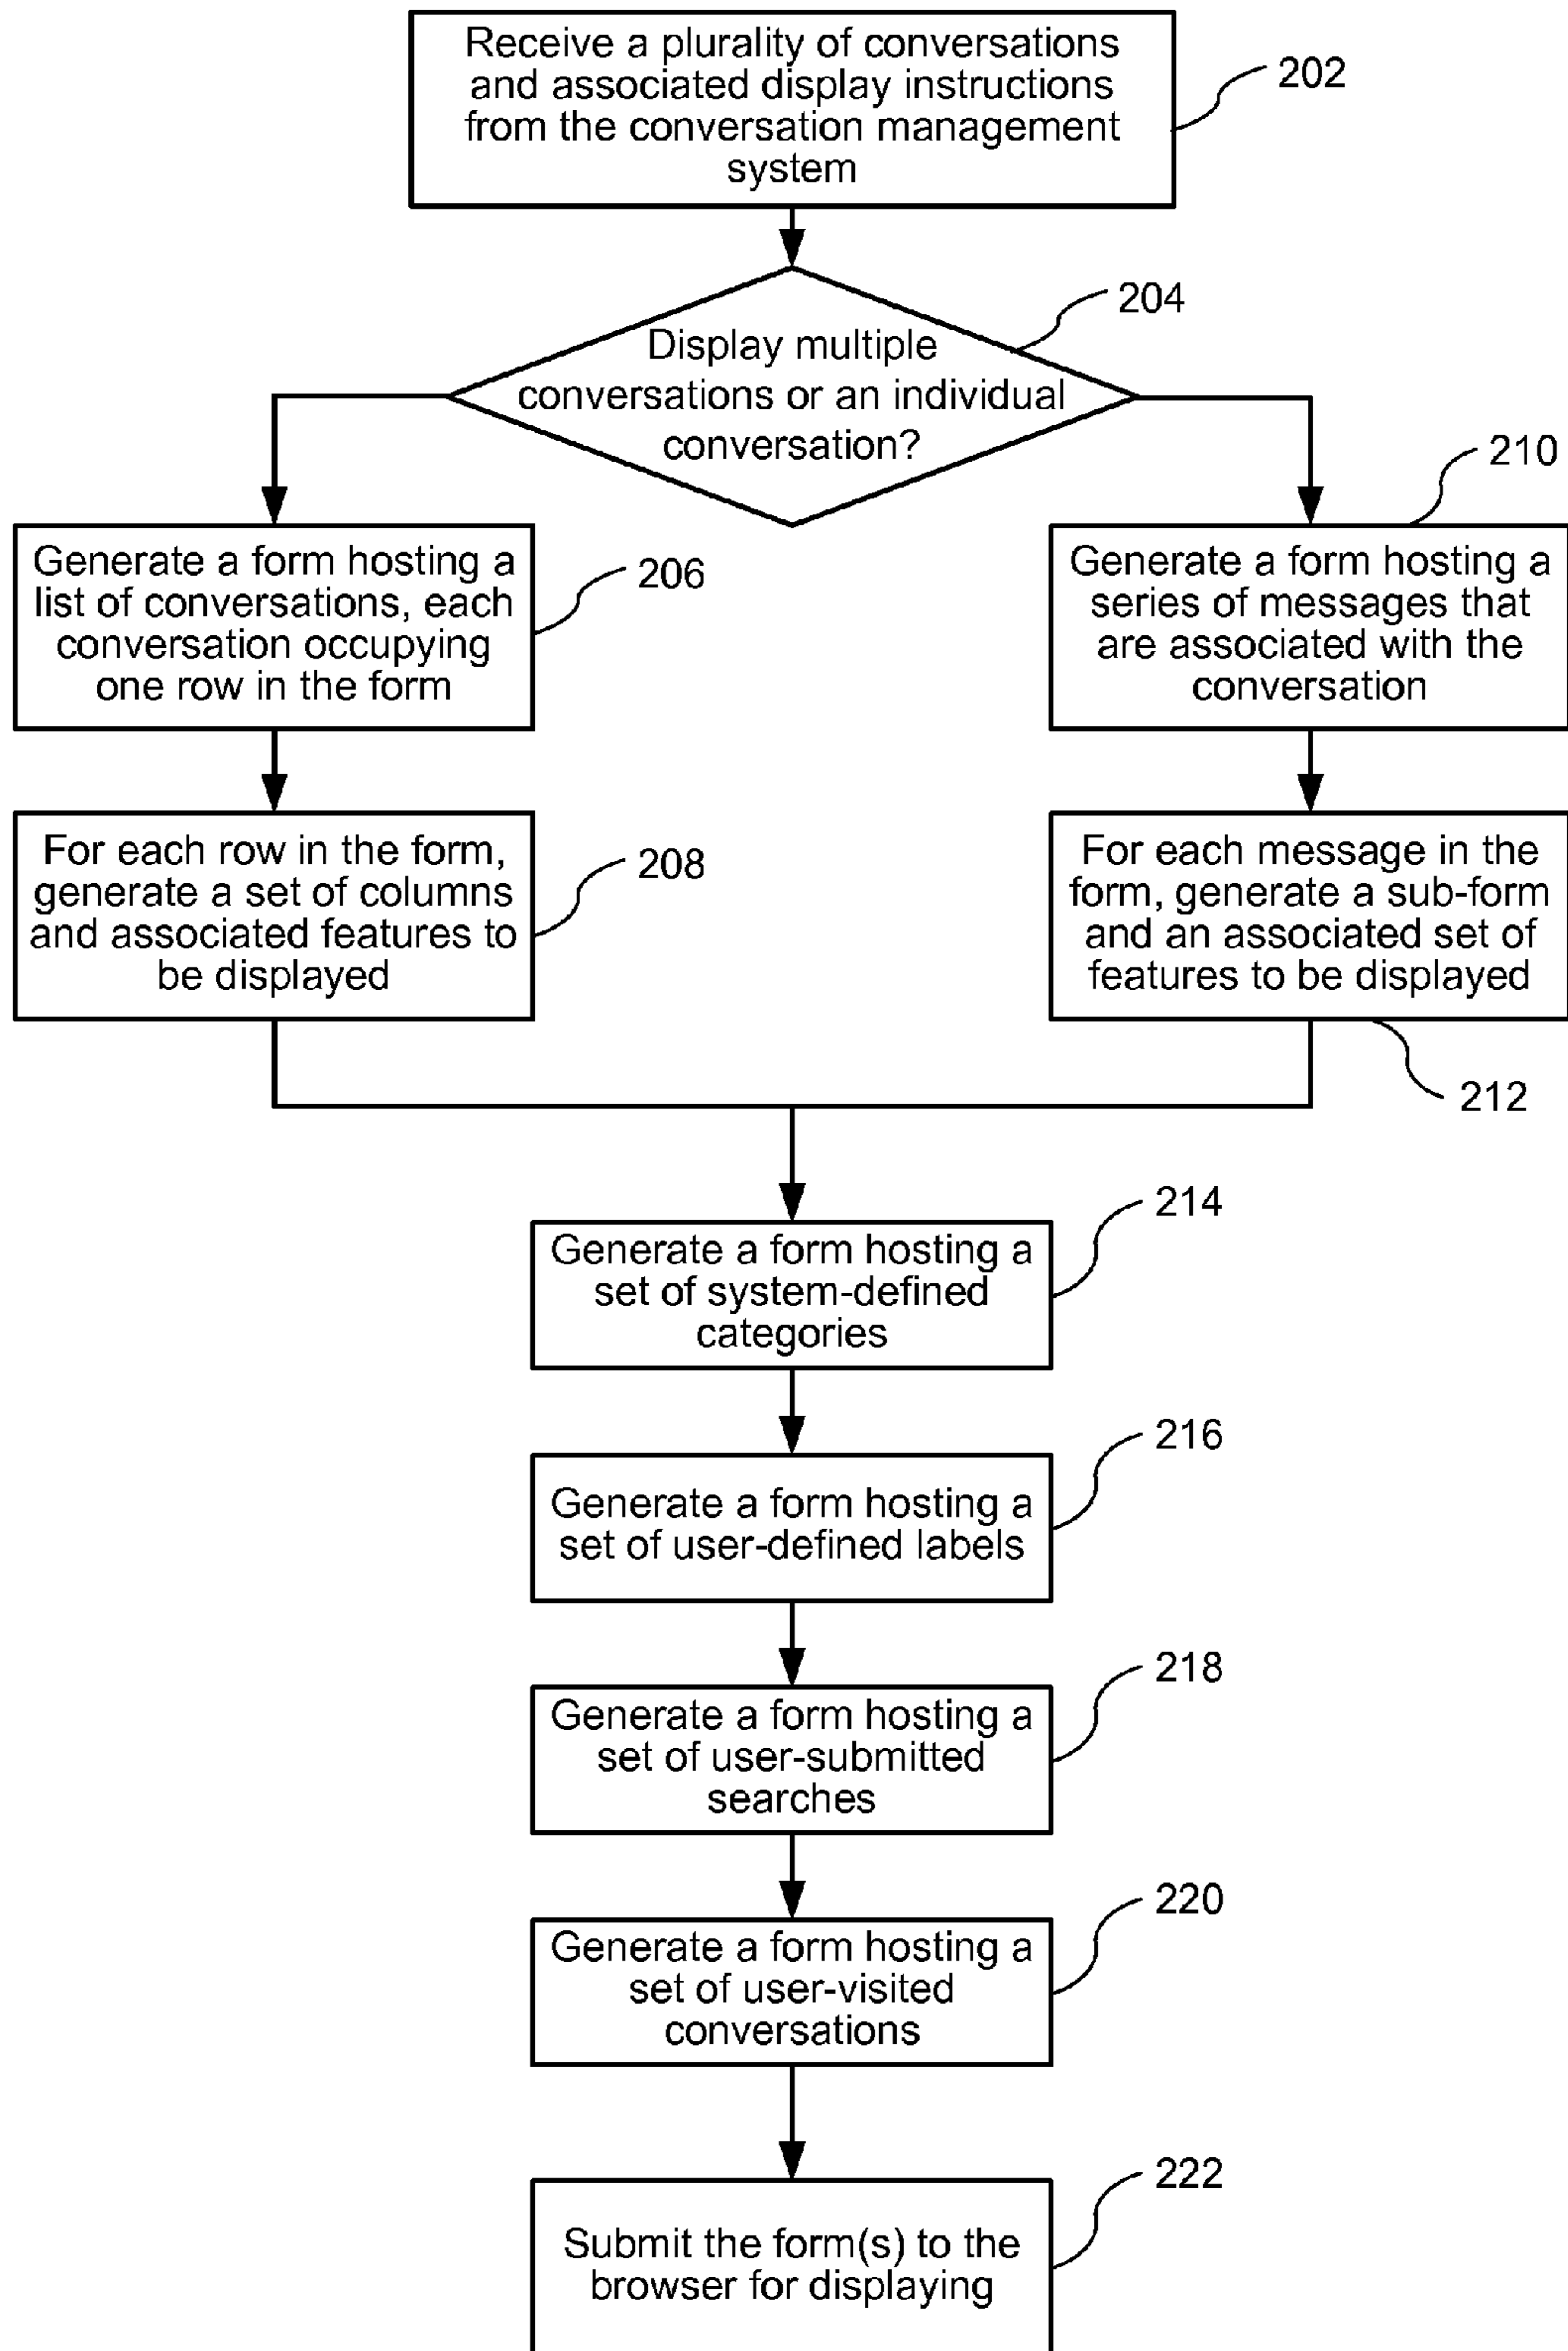 Receive a plurality of conversations
and associated display instructions
from the conversation management
system
202
204
Display multiple
conversations or an individual
conversation?
210
Generate a form hosting a
list of conversations, each
conversation occupying
one row in the form
206
Generate a form hosting a
series of messages that
are associated with the
conversation
For each row in the form,
generate a set of columns
and associated features to
be displayed
208
For each message in the
form, generate a sub-form
and an associated set of
features to be displayed
212
214
Generate a form hosting a
set of system-defined
categories
216
Generate a form hosting a
set of user-defined labels
218
Generate a form hosting a
set of user-submitted
searches
220
Generate a form hosting a
set of user-visited
conversations
222
Submit the form(s) to the
browser for displaying